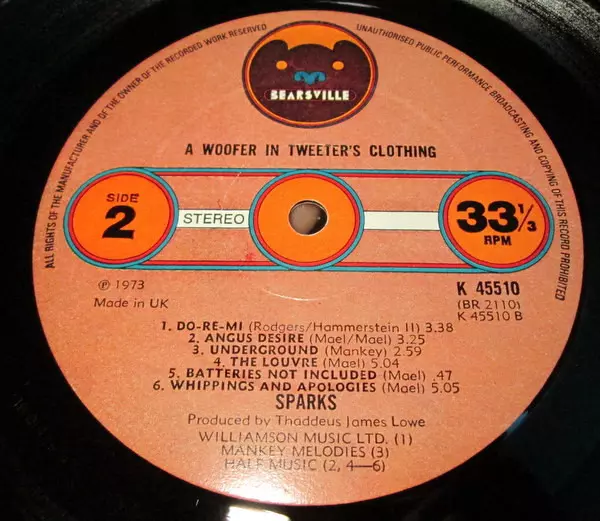 ALL RIGHTS OF THE MANUFACTURER AND OF THE OWNER OF THE RECORDED WORK RESERVED
UNAUTHORISED PUBLIC PERFORMANCE BROADCASTING AND COPYING OF THIS RECORD PROHIBITED
BEARSVILLE
A WOOFER IN TWEETER'S CLOTHING
SIDE
2
STEREO
33 1/3
RPM
℗ 1973
Made in UK
K 45510
(BR 2110)
K 45510 B
1. DO-RE-MI (Rodgers/Hammerstein II) 3.38
2. ANGUS DESIRE (Mael/Mael) 3.25
3. UNDERGROUND (Mankey) 2.59
4. THE LOUVRE (Mael) 5.04
5. BATTERIES NOT INCLUDED (Mael) .47
6. WHIPPINGS AND APOLOGIES (Mael) 5.05
SPARKS
Produced by Thaddeus James Lowe
WILLIAMSON MUSIC LTD. (1)
MANKEY MELODIES (3)
HALF MUSIC (2, 4—6)